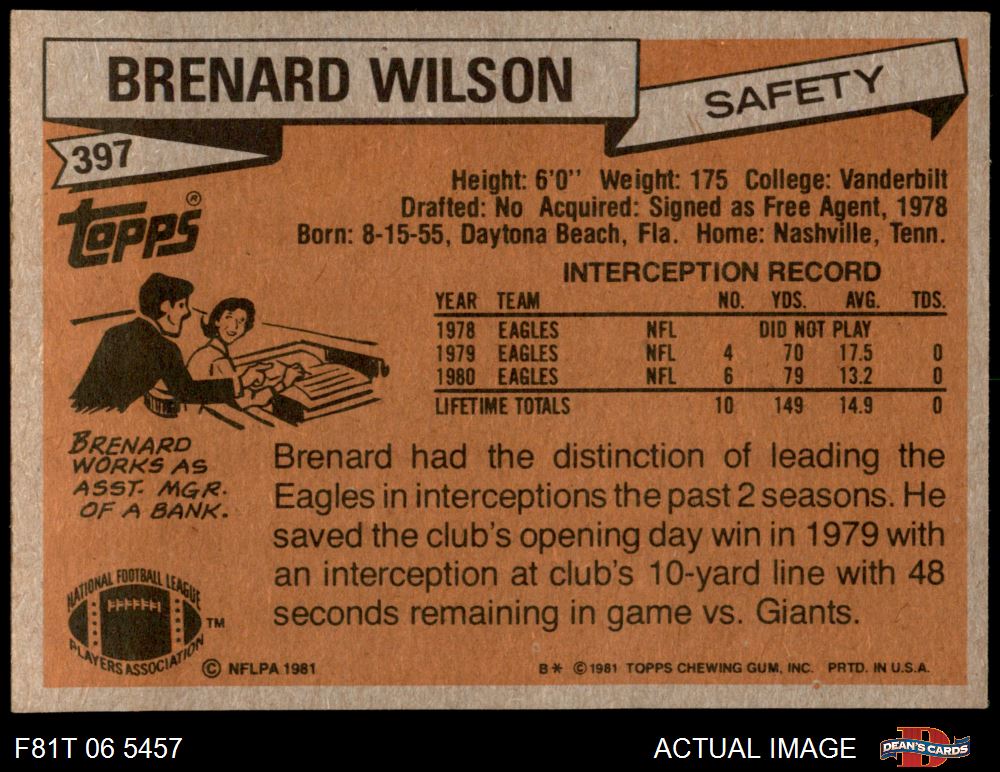 BRENARD WILSON
SAFETY
397
TOPPS®
Height: 6'0'' Weight: 175 College: Vanderbilt
Drafted: No Acquired: Signed as Free Agent, 1978
Born: 8-15-55, Daytona Beach, Fla. Home: Nashville, Tenn.
INTERCEPTION RECORD
YEAR TEAM NO. YDS. AVG. TDS.
1978 EAGLES NFL DID NOT PLAY
1979 EAGLES NFL 4 70 17.5 0
1980 EAGLES NFL 6 79 13.2 0
LIFETIME TOTALS 10 149 14.9 0
BRENARD
WORKS AS
ASST. MGR.
OF A BANK.
Brenard had the distinction of leading the
Eagles in interceptions the past 2 seasons. He
saved the club's opening day win in 1979 with
an interception at club's 10-yard line with 48
seconds remaining in game vs. Giants.
NATIONAL FOOTBALL LEAGUE
PLAYERS ASSOCIATION
TM
© NFLPA 1981
B* © 1981 TOPPS CHEWING GUM, INC. PRTD. IN U.S.A.
F81T 06 5457
ACTUAL IMAGE
DEAN'S CARDS